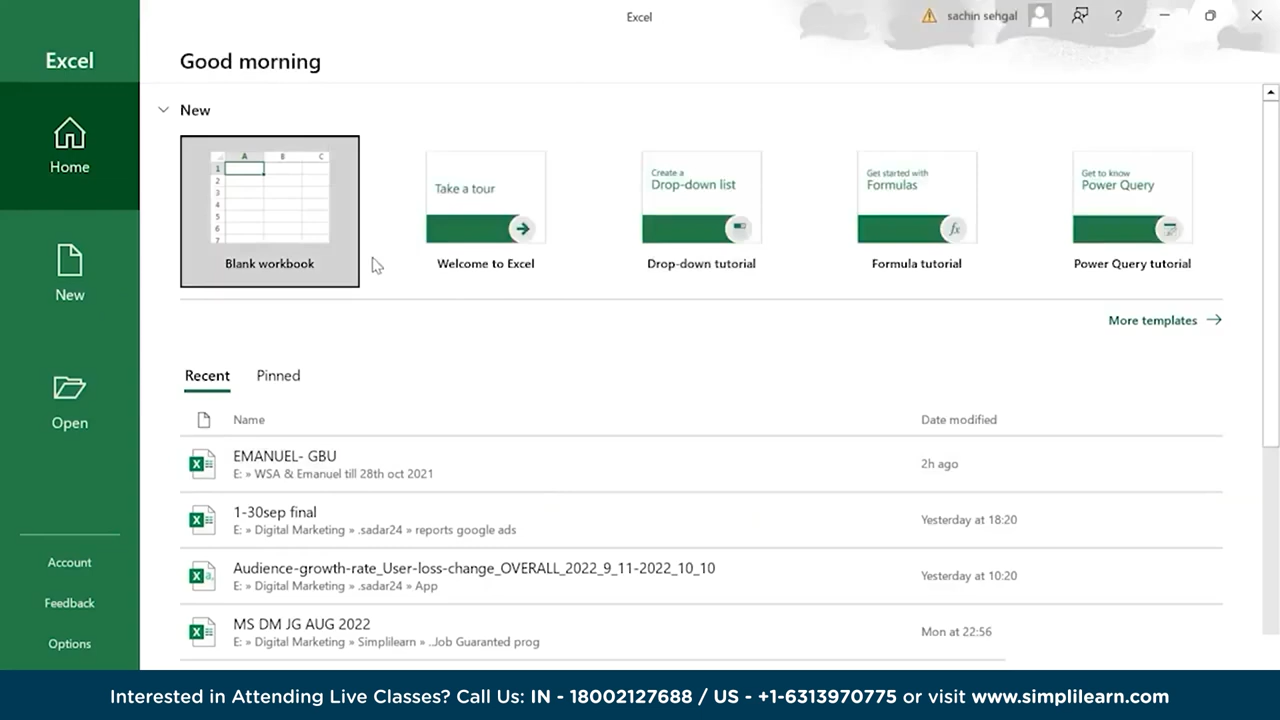 Excel
sachin sehgal
?
Excel
Good morning
Home
New
Open
Account
Feedback
Options
New
A B C
1
2
3
4
5
6
7
Blank workbook
Take a tour
Welcome to Excel
Create a
Drop-down list
Drop-down tutorial
Get started with
Formulas
fx
Formula tutorial
Get to know
Power Query
Power Query tutorial
More templates
Recent Pinned
Name Date modified
EMANUEL- GBU
E: » WSA & Emanuel till 28th oct 2021
2h ago
1-30sep final
E: » Digital Marketing » .sadar24 » reports google ads
Yesterday at 18:20
Audience-growth-rate_User-loss-change_OVERALL_2022_9_11-2022_10_10
E: » Digital Marketing » .sadar24 » App
Yesterday at 10:20
MS DM JG AUG 2022
E: » Digital Marketing » Simplilearn » .Job Guaranted prog
Mon at 22:56
Interested in Attending Live Classes? Call Us: IN - 18002127688 / US - +1-6313970775 or visit www.simplilearn.com